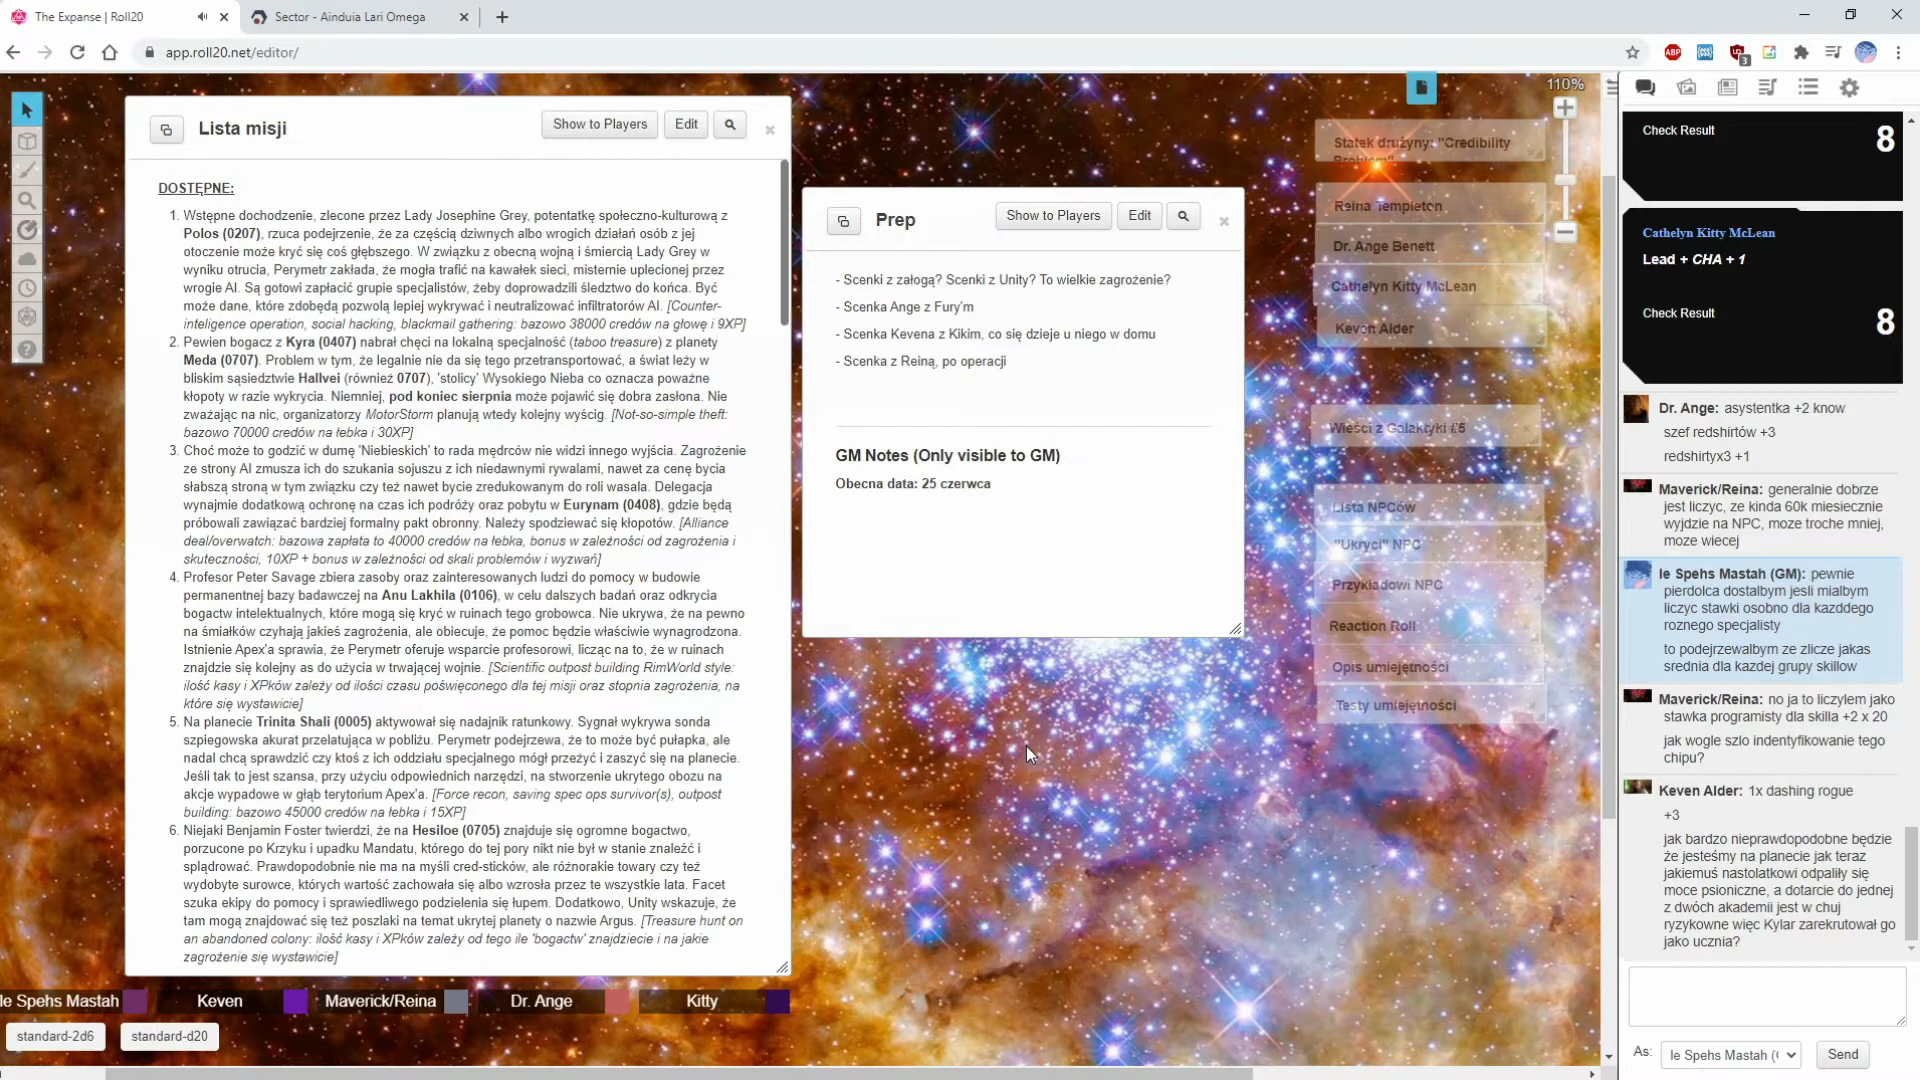 The Expanse | Roll20
Sector - Ainduia Lari Omega
app.roll20.net/editor/
ABP
3
110%
Lista misji
Show to Players
Edit
DOSTĘPNE:
1. Wstępne dochodzenie, zlecone przez Lady Josephine Grey, potentatkę społeczno-kulturową z
Polos (0207), rzuca podejrzenie, że za częścią dziwnych albo wrogich działań osób z jej
otoczenie może kryć się coś głębszego. W związku z obecną wojną i śmiercią Lady Grey w
wyniku otrucia, Perymetr zakłada, że mogła trafić na kawałek sieci, misternie uplecionej przez
wrogie AI. Są gotowi zapłacić grupie specjalistów, żeby doprowadzili śledztwo do końca. Być
może dane, które zdobędą pozwolą lepiej wykrywać i neutralizować infiltratorów AI. [Counter-
inteligence operation, social hacking, blackmail gathering: bazowo 38000 credów na głowę i 9XP]
2. Pewien bogacz z Kyra (0407) nabrał chęci na lokalną specjalność (taboo treasure) z planety
Meda (0707). Problem w tym, że legalnie nie da się tego przetransportować, a świat leży w
bliskim sąsiedztwie Hallvei (również 0707), 'stolicy' Wysokiego Nieba co oznacza poważne
kłopoty w razie wykrycia. Niemniej, pod koniec sierpnia może pojawić się dobra zasłona. Nie
zważając na nic, organizatorzy MotorStorm planują wtedy kolejny wyścig. [Not-so-simple theft:
bazowo 70000 credów na łebka i 30XP]
3. Choć może to godzić w dumę 'Niebieskich' to rada mędrców nie widzi innego wyjścia. Zagrożenie
ze strony AI zmusza ich do szukania sojuszu z ich niedawnymi rywalami, nawet za cenę bycia
słabszą stroną w tym związku czy też nawet bycie zredukowanym do roli wasala. Delegacja
wynajmie dodatkową ochronę na czas ich podróży oraz pobytu w Eurynam (0408), gdzie będą
próbowali zawiązać bardziej formalny pakt obronny. Należy spodziewać się kłopotów. [Alliance
deal/overwatch: bazowa zapłata to 40000 credów na łebka, bonus w zależności od zagrożenia i
skuteczności, 10XP + bonus w zależności od skali problemów i wyzwań]
4. Profesor Peter Savage zbiera zasoby oraz zainteresowanych ludzi do pomocy w budowie
permanentnej bazy badawczej na Anu Lakhila (0106), w celu dalszych badań oraz odkrycia
bogactw intelektualnych, które mogą się kryć w ruinach tego grobowca. Nie ukrywa, że na pewno
na śmiałków czyhają jakieś zagrożenia, ale obiecuje, że pomoc będzie właściwie wynagrodzona.
Istnienie Apex'a sprawia, że Perymetr oferuje wsparcie profesorowi, licząc na to, że w ruinach
znajdzie się kolejny as do użycia w trwającej wojnie. [Scientific outpost building RimWorld style:
ilość kasy i XPków zależy od ilości czasu poświęconego dla tej misji oraz stopnia zagrożenia, na
które się wystawicie]
5. Na planecie Trinita Shali (0005) aktywował się nadajnik ratunkowy. Sygnał wykrywa sonda
szpiegowska akurat przelatująca w pobliżu. Perymetr podejrzewa, że to może być pułapka, ale
nadal chcą sprawdzić czy ktoś z ich oddziału specjalnego mógł przeżyć i zaszyć się na planecie.
Jeśli tak to jest szansa, przy użyciu odpowiednich narzędzi, na stworzenie ukrytego obozu na
akcje wypadowe w głąb terytorium Apex'a. [Force recon, saving spec ops survivor(s), outpost
building: bazowo 45000 credów na łebka i 15XP]
6. Niejaki Benjamin Foster twierdzi, że na Hesiloe (0705) znajduje się ogromne bogactwo,
porzucone po Krzyku i upadku Mandatu, którego do tej pory nikt nie był w stanie znaleźć i
splądrować. Prawdopodobnie nie ma na myśli cred-sticków, ale różnorakie towary czy też
wydobyte surowce, których wartość zachowała się albo wzrosła przez te wszystkie lata. Facet
szuka ekipy do pomocy i sprawiedliwego podzielenia się łupem. Dodatkowo, Unity wskazuje, że
tam mogą znajdować się też poszlaki na temat ukrytej planety o nazwie Argus. [Treasure hunt on
an abandoned colony: ilość kasy i XPków zależy od tego ile 'bogactw' znajdziecie i na jakie
zagrożenie się wystawicie]
Prep
Show to Players
Edit
- Scenki z załogą? Scenki z Unity? To wielkie zagrożenie?
- Scenka Ange z Fury'm
- Scenka Kevena z Kikim, co się dzieje u niego w domu
- Scenka z Reiną, po operacji
GM Notes (Only visible to GM)
Obecna data: 25 czerwca
Statek drużyny: "Credibility
Problem"
Reina Templeton
Dr. Ange Benett
Cathelyn Kitty McLean
Keven Alder
Wieści z Galaktyki #6
Lista NPCów
"Ukryci" NPC
Przykładowi NPC
Reaction Roll
Opis umiejętności
Testy umiejętności
Check Result
8
Cathelyn Kitty McLean
Lead + CHA + 1
Check Result
8
Dr. Ange: asystentka +2 know
szef redshirtów +3
redshirtyx3 +1
Maverick/Reina: generalnie dobrze
jest liczyc, ze kinda 60k miesiecznie
wyjdzie na NPC, moze troche mniej,
moze wiecej
le Spehs Mastah (GM): pewnie
pierdolca dostalbym jesli mialbym
liczyc stawki osobno dla kazddego
roznego specjalisty
to podejrzewalbym ze zlicze jakas
srednia dla kazdej grupy skillow
Maverick/Reina: no ja to liczylem jako
stawka programisty dla skilla +2 x 20
jak wogle szlo indentyfikowanie tego
chipu?
Keven Alder: 1x dashing rogue
+3
jak bardzo nieprawdopodobne będzie
że jesteśmy na planecie jak teraz
jakiemuś nastolatkowi odpaliły się
moce psioniczne, a dotarcie do jednej
z dwóch akademii jest w chuj
ryzykowne więc Kylar zarekrutował go
jako ucznia?
le Spehs Mastah
Keven
Maverick/Reina
Dr. Ange
Kitty
standard-2d6
standard-d20
As:
le Spehs Mastah (
Send